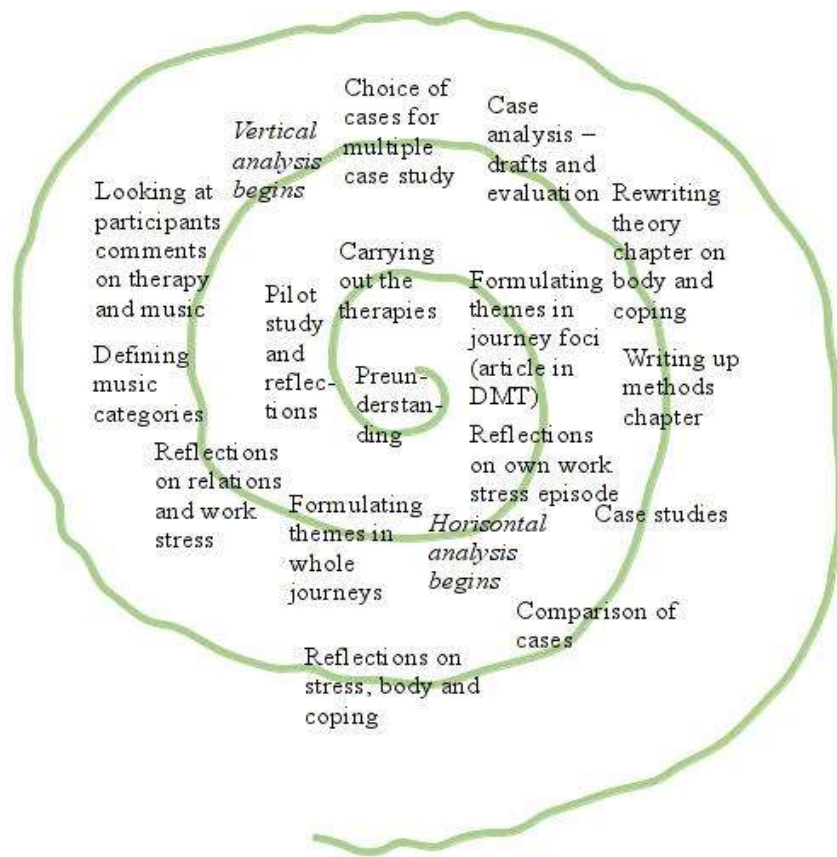 Choice of
cases for
multiple
case study
Case
analysis –
drafts and
evaluation
Vertical
analysis
begins
Looking at
participants
comments
on therapy
and music
Rewriting
theory
chapter on
body and
coping
Carrying
out the
therapies
Pilot
study
and
reflec-
tions
Formulating
themes in
journey foci
(article in
DMT)
Defining
music
categories
Preun-
derstan-
ding
Writing up
methods
chapter
Reflections
on relations
and work
stress
Reflections
on own work
stress episode
Formulating
themes in
whole
journeys
Horisontal
analysis
begins
Case studies
Comparison of
cases
Reflections on
stress, body and
coping